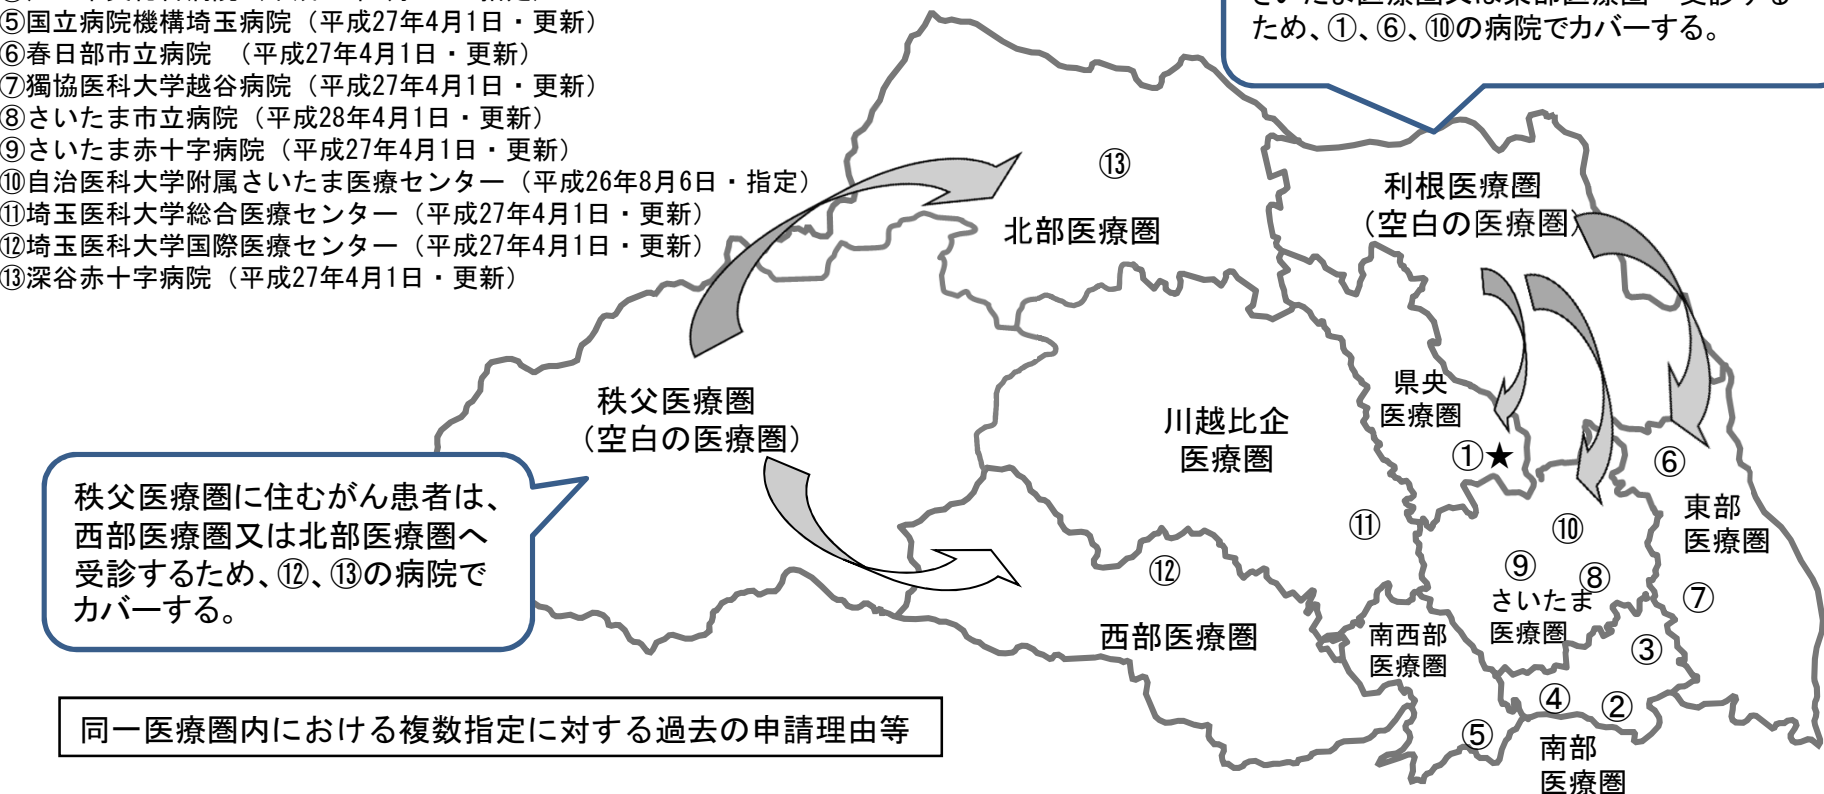 ⑤国立病院機構埼玉病院（平成27年4月1日・更新）
⑥春日部市立病院　（平成27年4月1日・更新）
⑦獨協医科大学越谷病院（平成27年4月1日・更新）
⑧さいたま市立病院（平成28年4月1日・更新）
⑨さいたま赤十字病院（平成27年4月1日・更新）
⑩自治医科大学附属さいたま医療センター（平成26年8月6日・指定）
⑪埼玉医科大学総合医療センター（平成27年4月1日・更新）
⑫埼玉医科大学国際医療センター（平成27年4月1日・更新）
⑬深谷赤十字病院（平成27年4月1日・更新）
ため、①、⑥、⑩の病院でカバーする。
⑬
北部医療圏
利根医療圏
（空白の医療圏）
秩父医療圏
（空白の医療圏）
川越比企
医療圏
県央
医療圏
①★
⑥
東部
医療圏
⑦
⑩
⑨
⑧
さいたま
医療圏
⑪
⑫
西部医療圏
南西部
医療圏
③
④
②
⑤
南部
医療圏
秩父医療圏に住むがん患者は、
西部医療圏又は北部医療圏へ
受診するため、⑫、⑬の病院で
カバーする。
同一医療圏内における複数指定に対する過去の申請理由等